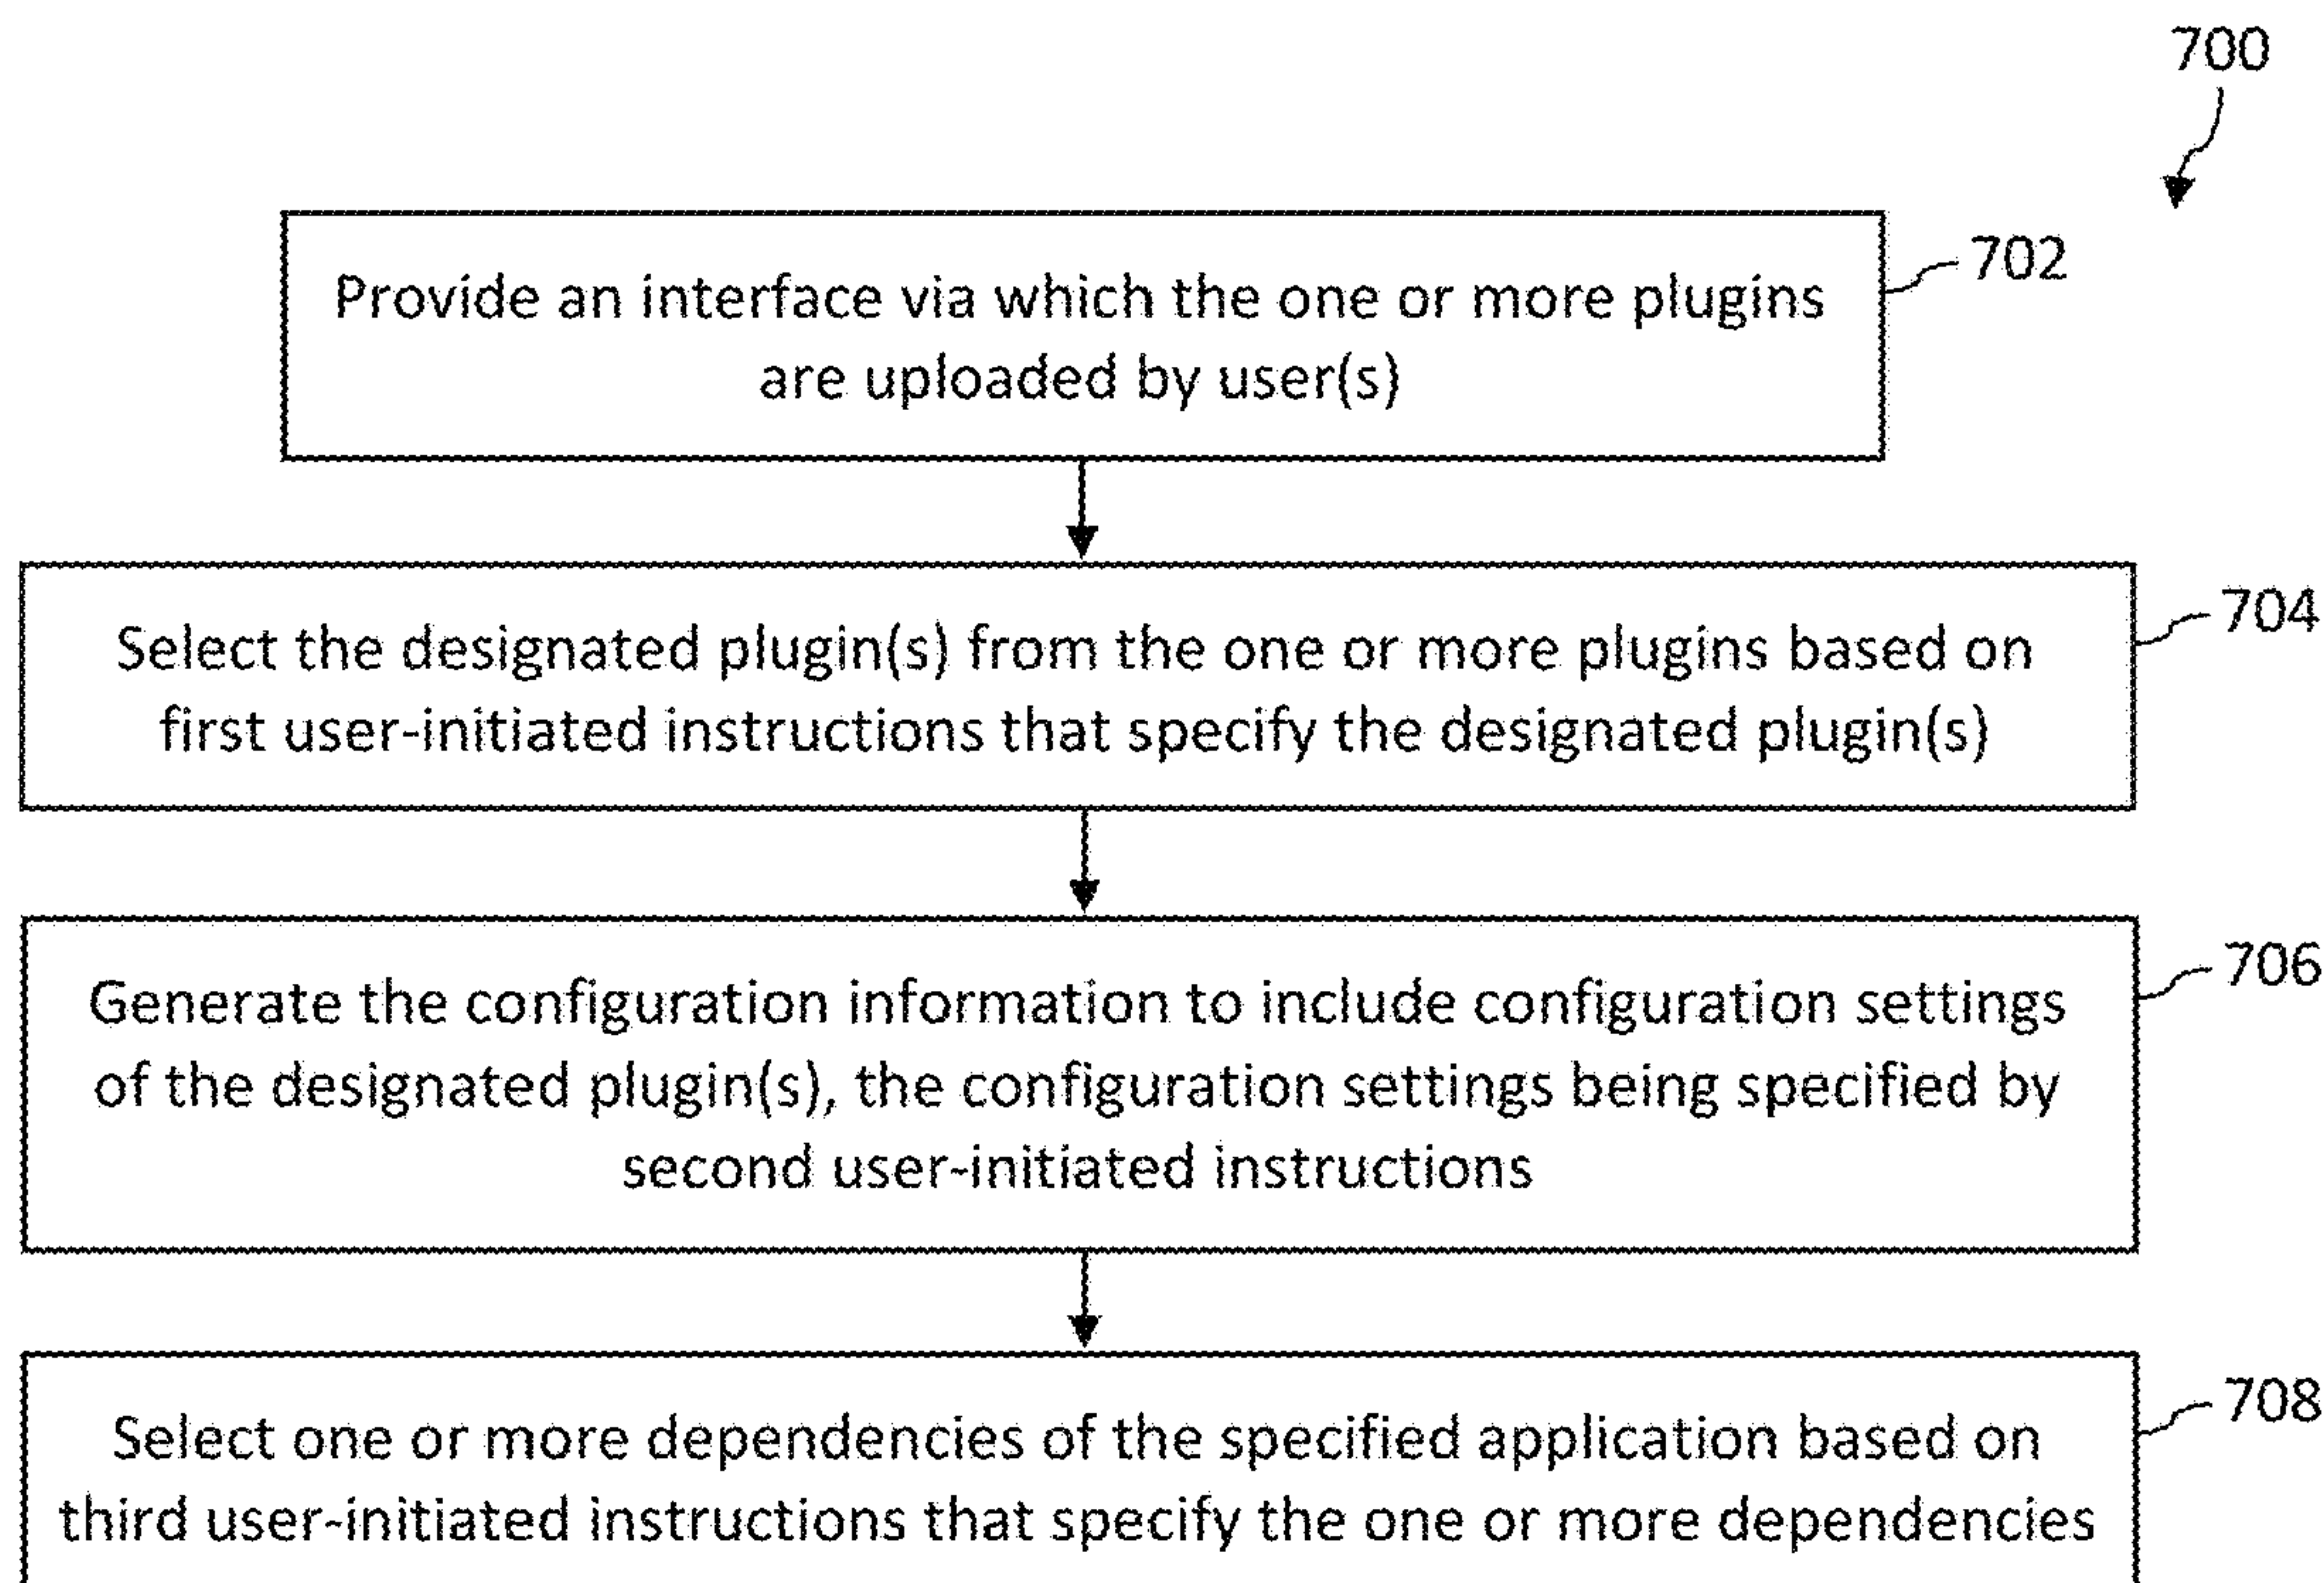 700
702
Provide an interface via which the one or more plugins
are uploaded by user(s)
704
Select the designated plugin(s) from the one or more plugins based on
first user-initiated instructions that specify the designated plugin(s)
706
Generate the configuration information to include configuration settings
of the designated plugin(s), the configuration settings being specified by
second user-initiated instructions
708
Select one or more dependencies of the specified application based on
third user-initiated instructions that specify the one or more dependencies